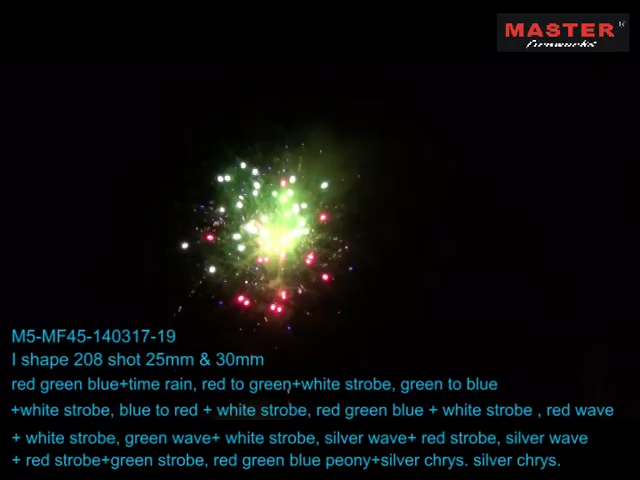 MASTER®
fireworks
M5-MF45-140317-19
I shape 208 shot 25mm & 30mm
red green blue+time rain, red to green+white strobe, green to blue
+white strobe, blue to red + white strobe, red green blue + white strobe , red wave
+ white strobe, green wave+ white strobe, silver wave+ red strobe, silver wave
+ red strobe+green strobe, red green blue peony+silver chrys. silver chrys.